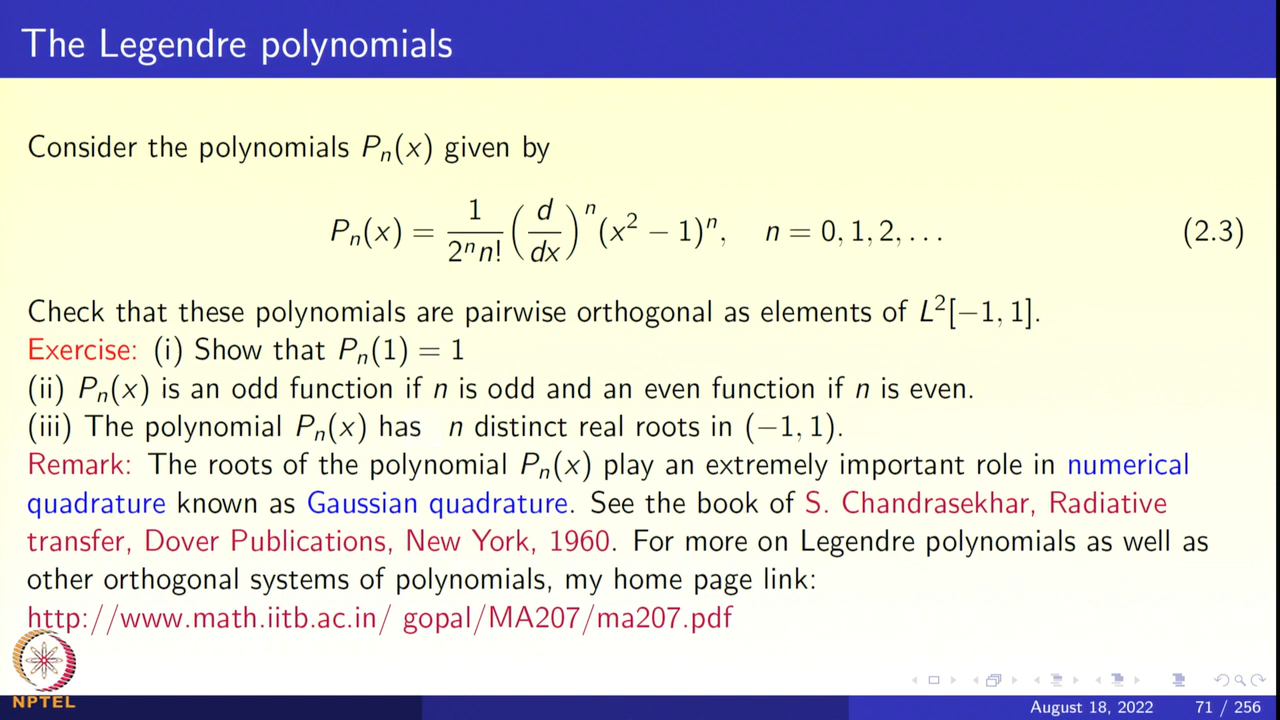 The Legendre polynomials
Consider the polynomials Pₙ(x) given by
Pₙ(x) = 1/(2ⁿn!) (d/dx)ⁿ (x² − 1)ⁿ, n = 0, 1, 2, . . . (2.3)
Check that these polynomials are pairwise orthogonal as elements of L²[−1, 1].
Exercise: (i) Show that Pₙ(1) = 1
(ii) Pₙ(x) is an odd function if n is odd and an even function if n is even.
(iii) The polynomial Pₙ(x) has n distinct real roots in (−1, 1).
Remark: The roots of the polynomial Pₙ(x) play an extremely important role in numerical
quadrature known as Gaussian quadrature. See the book of S. Chandrasekhar, Radiative
transfer, Dover Publications, New York, 1960. For more on Legendre polynomials as well as
other orthogonal systems of polynomials, my home page link:
http://www.math.iitb.ac.in/ gopal/MA207/ma207.pdf
NPTEL
August 18, 2022 71 / 256